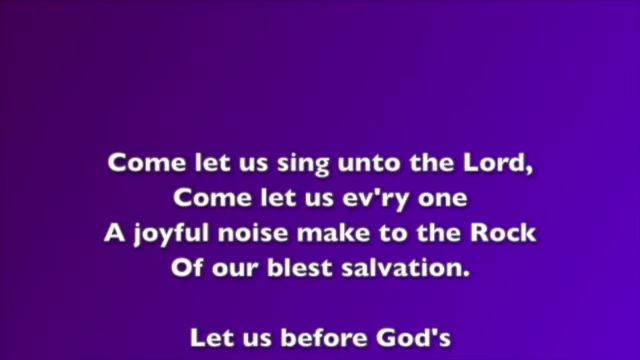 Come let us sing unto the Lord,
Come let us ev'ry one
A joyful noise make to the Rock
Of our blest salvation.
Let us before God's